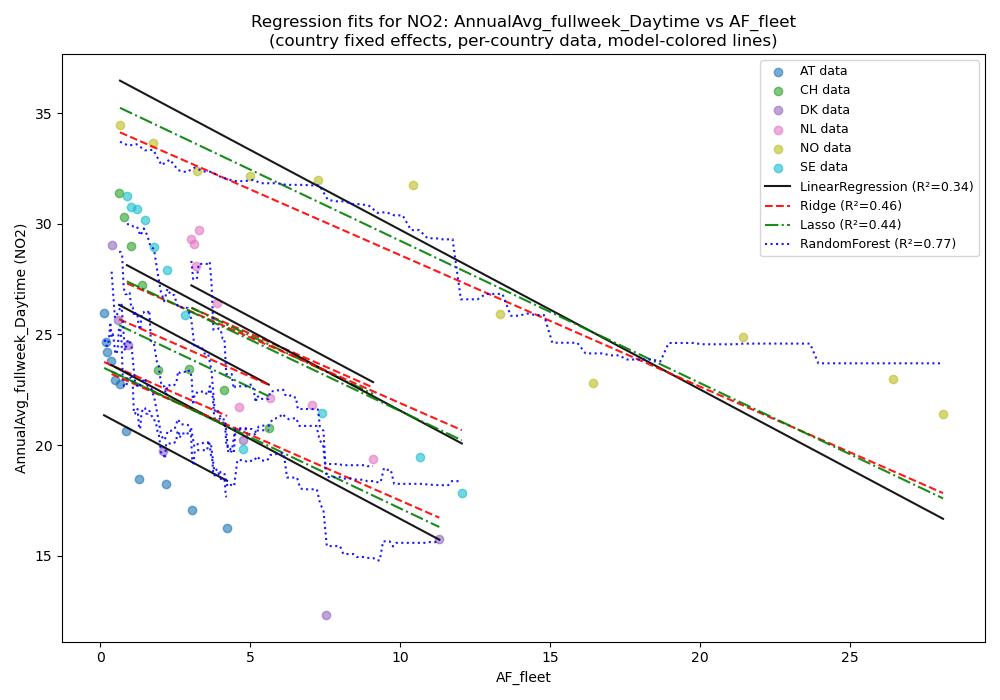 Regression fits for NO2: AnnualAvg_fullweek_Daytime vs AF_fleet
(country fixed effects, per-country data, model-colored lines)
AT data
CH data
DK data
NL data
NO data
SE data
LinearRegression (R²=0.34)
Ridge (R²=0.46)
Lasso (R²=0.44)
RandomForest (R²=0.77)
AnnualAvg_fullweek_Daytime (NO2)
35
30
25
20
15
0 5 10 15 20 25
AF_fleet